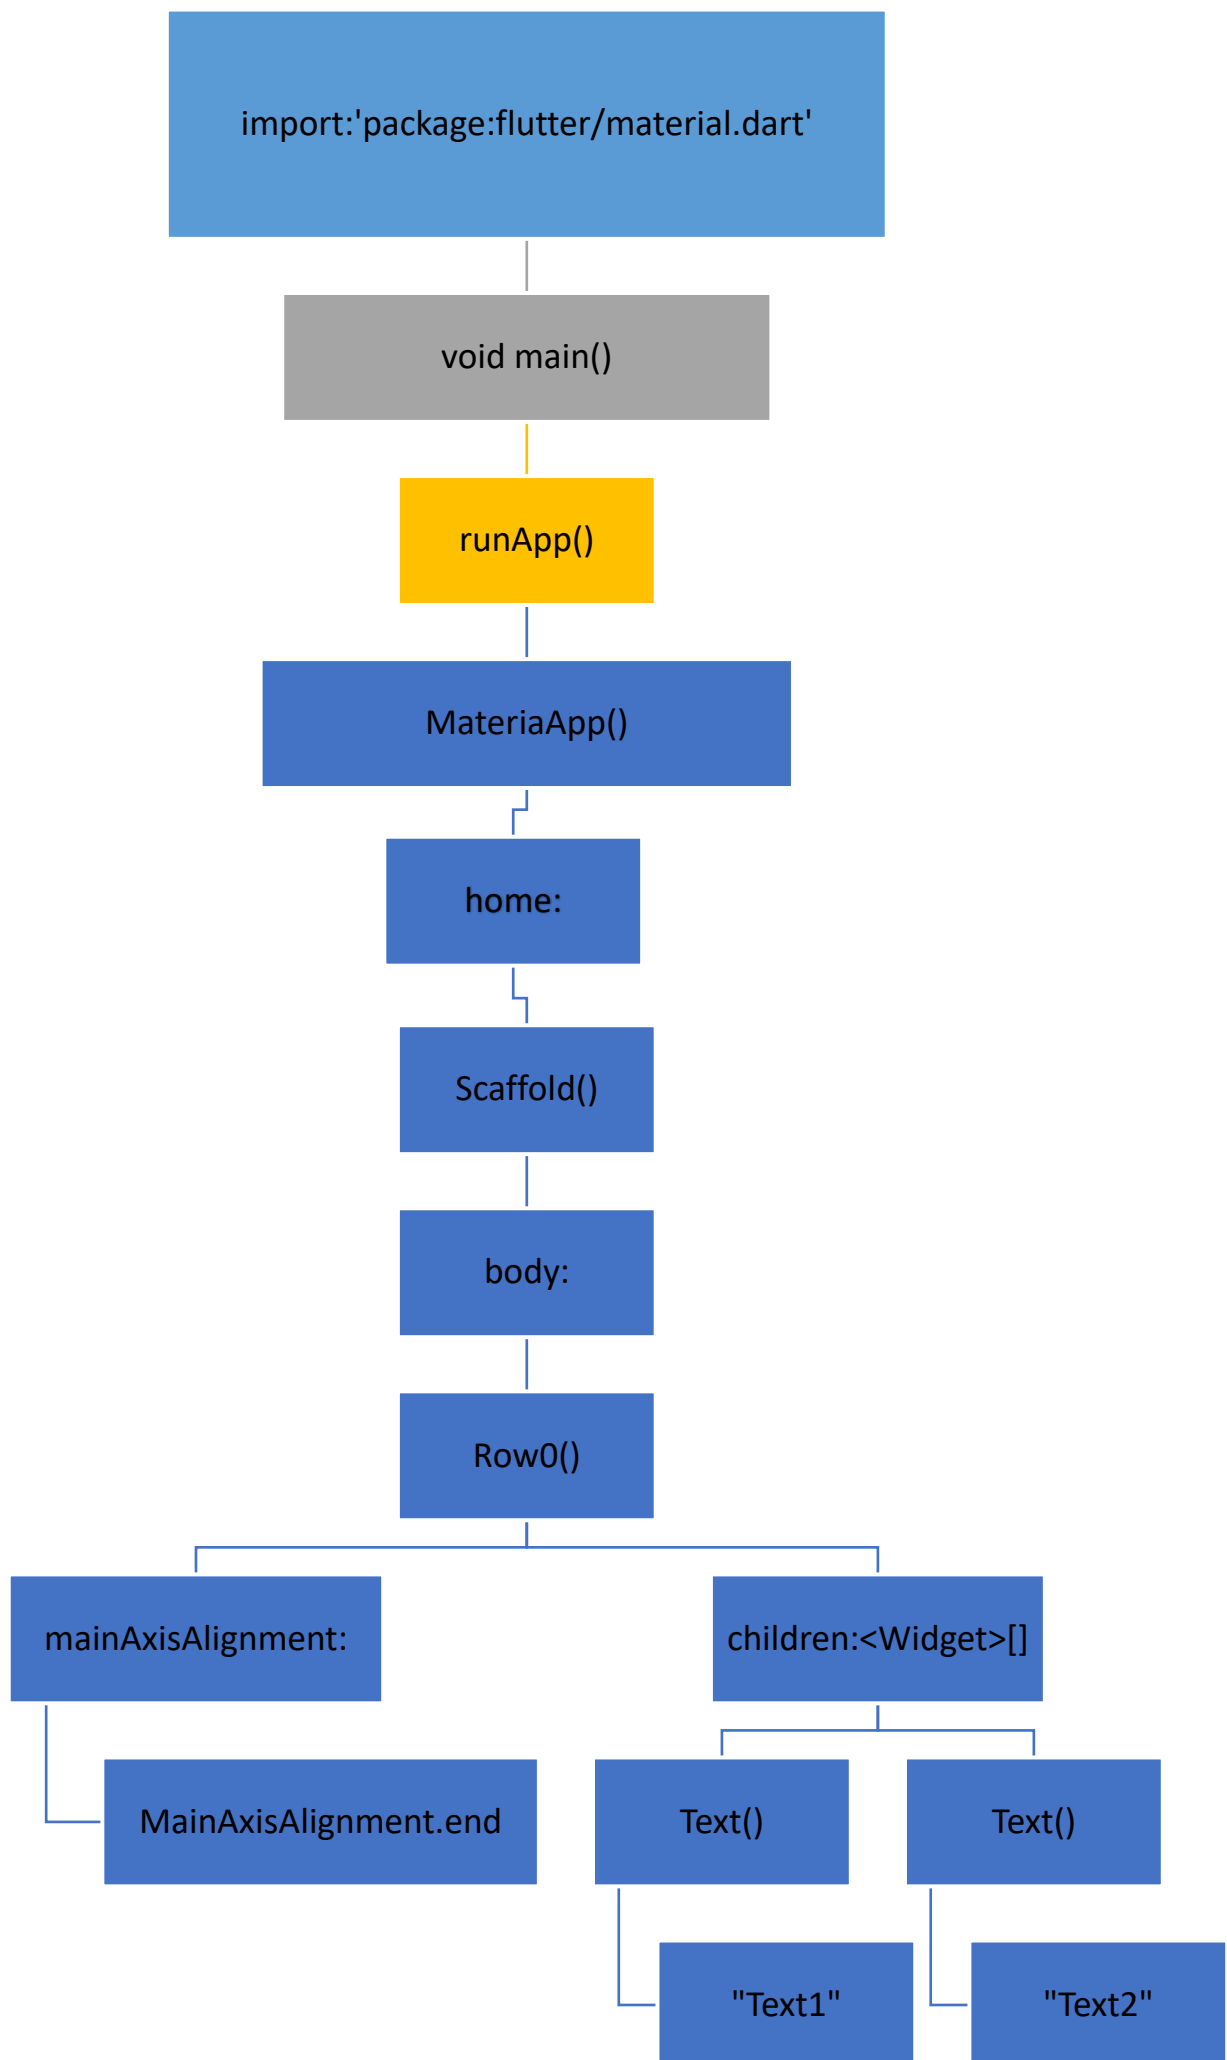 import:'package:flutter/material.dart'
void main()
runApp()
MateriaApp()
home:
Scaffold()
body:
Row0()
mainAxisAlignment:
children:<Widget>[]
MainAxisAlignment.end
Text()
Text()
"Text1"
"Text2"